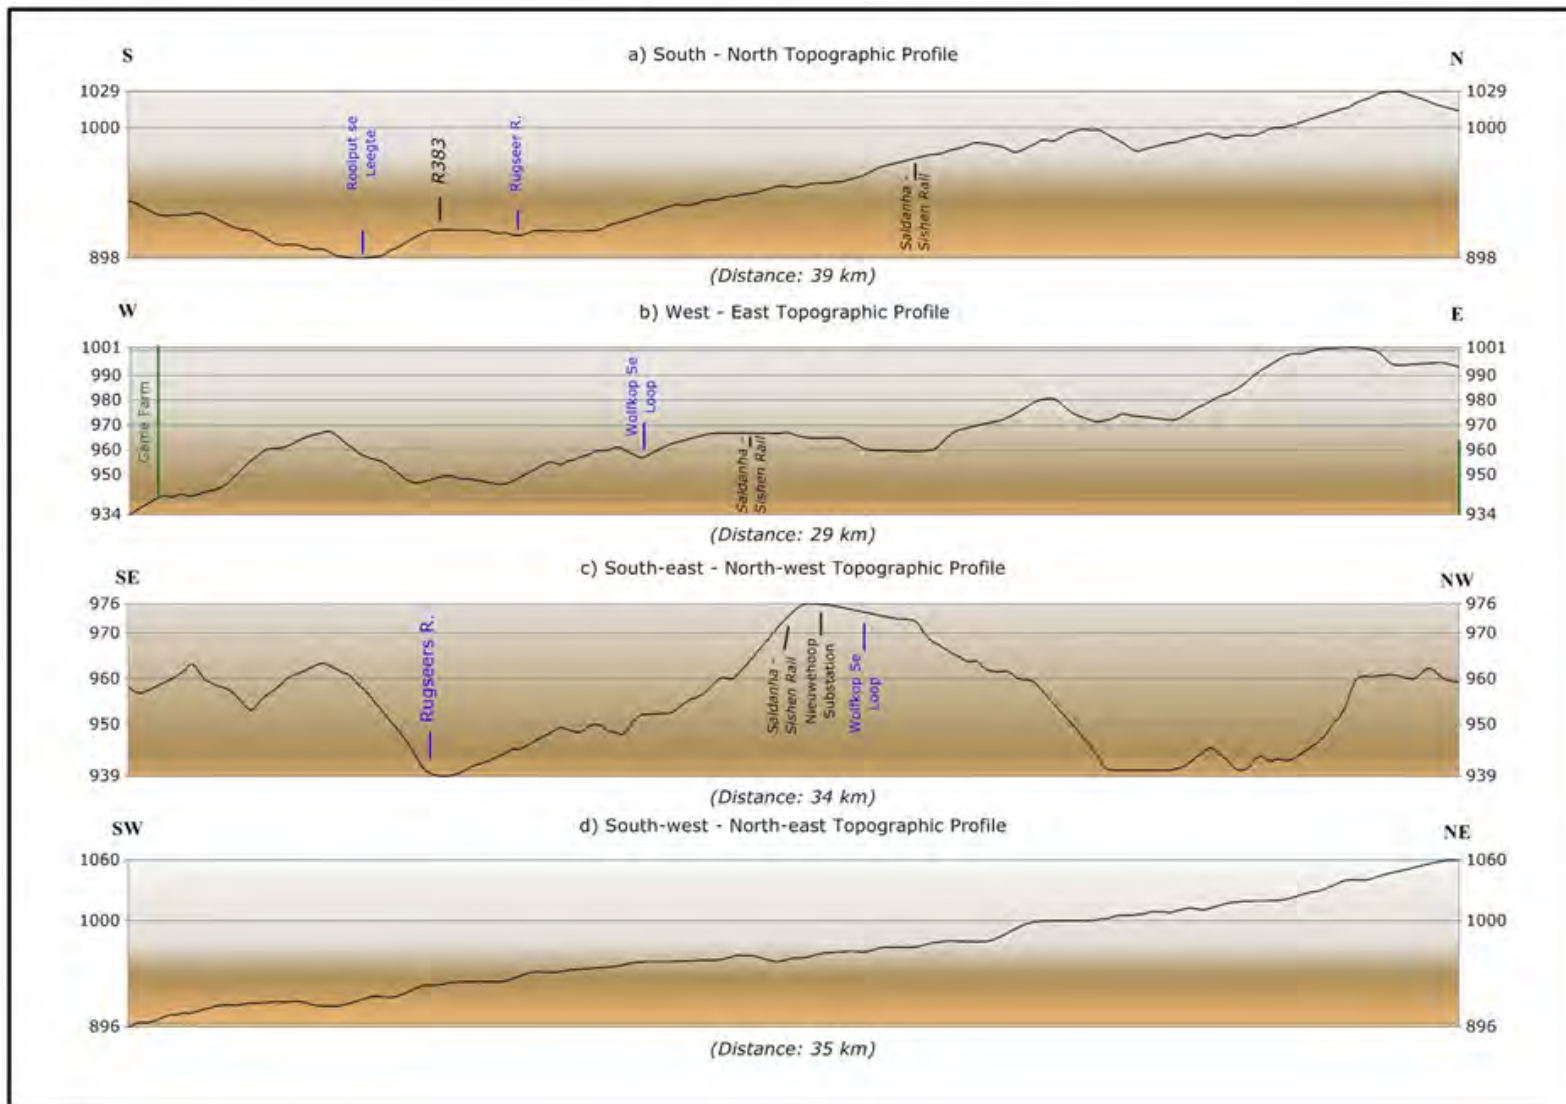 S
a) South - North Topographic Profile
N
1029
1029
1000
1000
Rooiput se
Leegte
R383
Rugseer R.
Saldanha -
Sishen Rail
898
898
(Distance: 39 km)
W
b) West - East Topographic Profile
E
1001
1001
990
990
980
980
970
970
960
960
950
950
934
934
Game Farm
Wolfkop Se
Loop
Saldanha -
Sishen Rail
(Distance: 29 km)
SE
c) South-east - North-west Topographic Profile
NW
976
976
970
970
960
960
950
950
939
939
Rugseers R.
Saldanha -
Sishen Rail
Nieuwehoop
Substation
Wolfkop Se
Loop
(Distance: 34 km)
SW
d) South-west - North-east Topographic Profile
NE
1060
1060
1000
1000
896
896
(Distance: 35 km)